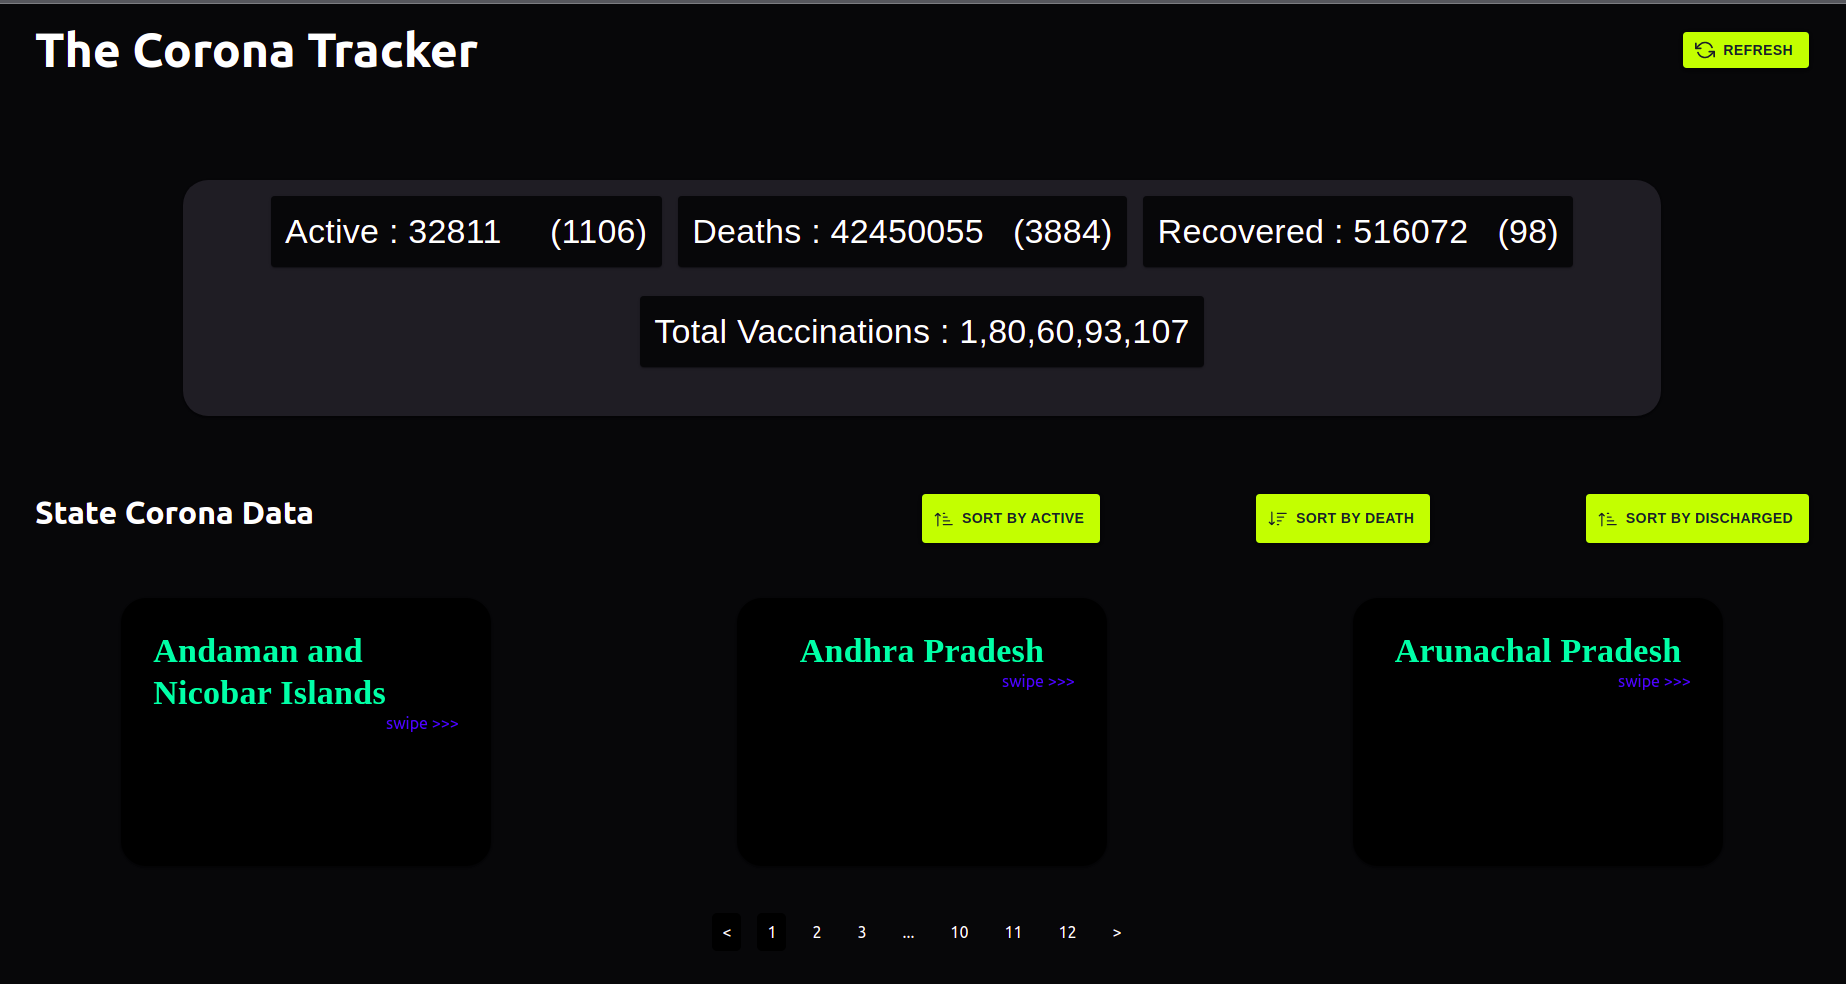 The Corona Tracker
REFRESH
Active : 32811 (1106)
Deaths : 42450055 (3884)
Recovered : 516072 (98)
Total Vaccinations : 1,80,60,93,107
State Corona Data
SORT BY ACTIVE
SORT BY DEATH
SORT BY DISCHARGED
Andaman and
Nicobar Islands
swipe >>>
Andhra Pradesh
swipe >>>
Arunachal Pradesh
swipe >>>
< 1 2 3 ... 10 11 12 >